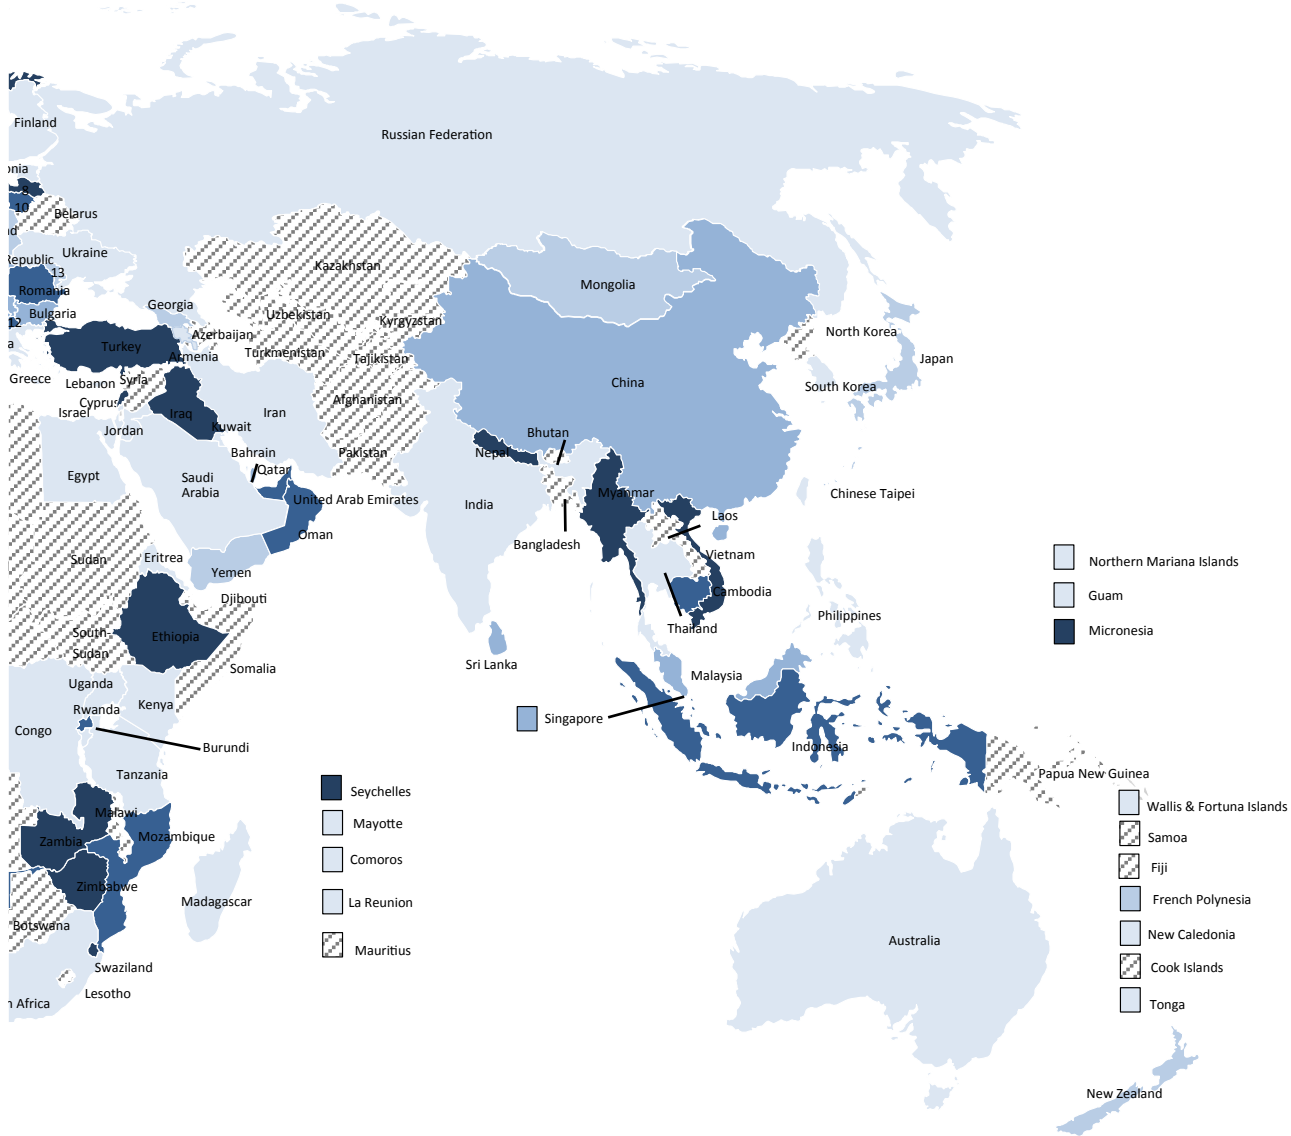 Finland
Russian Federation
onia
8
10
Belarus
nd
Ukraine
Republic
13
Kazakhstan
Mongolia
Romania
Georgia
Bulgaria
Uzbekistan
12
Kyrgyzstan
North Korea
Azerbaijan
a
Turkey
Turkmenistan
Armenia
Tajikistan
Japan
Greece
Lebanon
Syria
China
South Korea
Cyprus
Afghanistan
Israel
Iraq
Iran
Jordan
Kuwait
Bhutan
Bahrain
Pakistan
Nepal
Qatar
Egypt
Saudi
Arabia
Myanmar
Chinese Taipei
United Arab Emirates
India
Laos
Oman
Bangladesh
Vietnam
Sudan
Eritrea
Northern Mariana Islands
Yemen
Cambodia
Guam
Djibouti
Philippines
South-
Sudan
Ethiopia
Thailand
Micronesia
Somalia
Sri Lanka
Malaysia
Uganda
Kenya
Rwanda
Singapore
Congo
Burundi
Indonesia
Tanzania
Papua New Guinea
Seychelles
Wallis & Fortuna Islands
Malawi
Mayotte
Mozambique
Samoa
Zambia
Comoros
Fiji
Zimbabwe
Madagascar
La Reunion
French Polynesia
Botswana
New Caledonia
Australia
Mauritius
Swaziland
Cook Islands
Lesotho
n Africa
Tonga
New Zealand